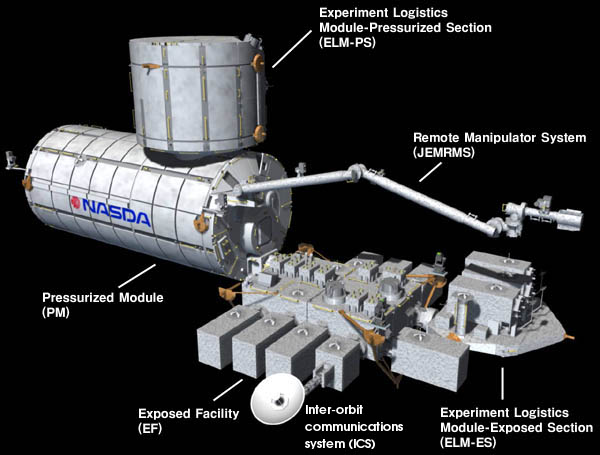 Experiment Logistics
Module-Pressurized Section
(ELM-PS)
Remote Manipulator System
(JEMRMS)
NASDA
Pressurized Module
(PM)
Exposed Facility
(EF)
Inter-orbit
communications
system (ICS)
Experiment Logistics
Module-Exposed Section
(ELM-ES)